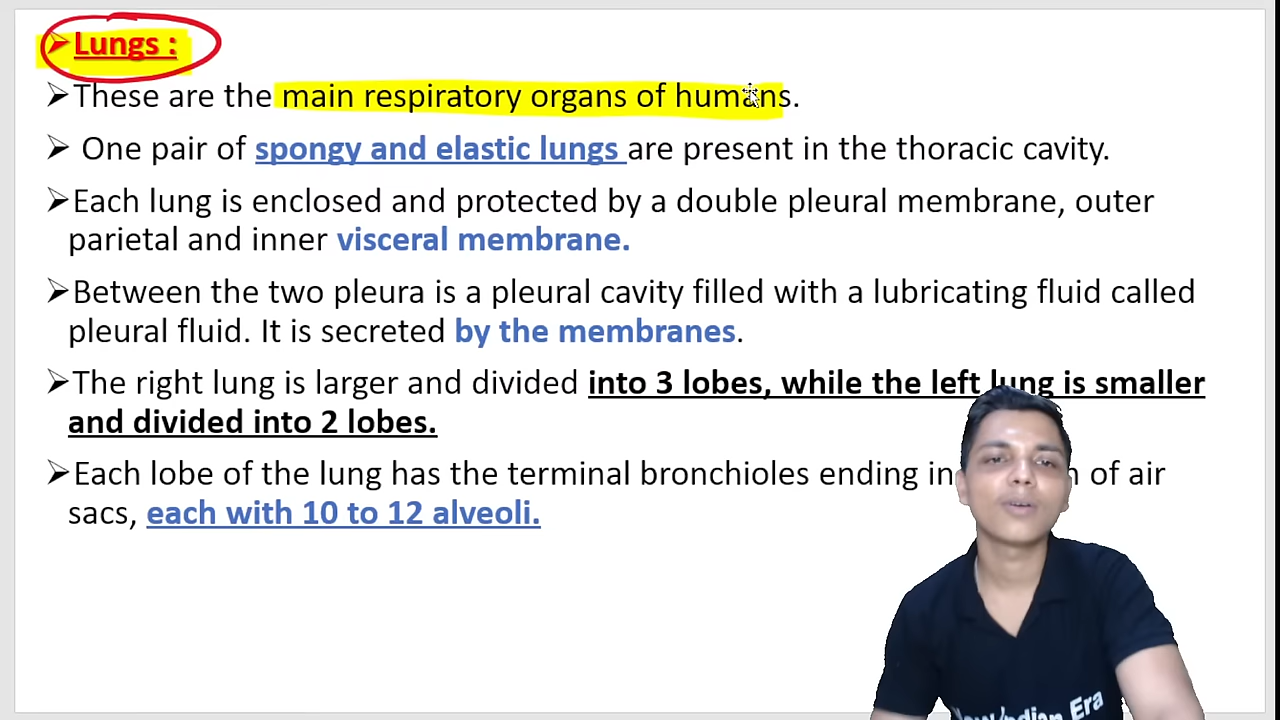 ➢Lungs :
➢These are the main respiratory organs of humans.
➢ One pair of spongy and elastic lungs are present in the thoracic cavity.
➢Each lung is enclosed and protected by a double pleural membrane, outer
parietal and inner visceral membrane.
➢Between the two pleura is a pleural cavity filled with a lubricating fluid called
pleural fluid. It is secreted by the membranes.
➢The right lung is larger and divided into 3 lobes, while the left lung is smaller
and divided into 2 lobes.
➢Each lobe of the lung has the terminal bronchioles ending in of air
sacs, each with 10 to 12 alveoli.
Indian Era